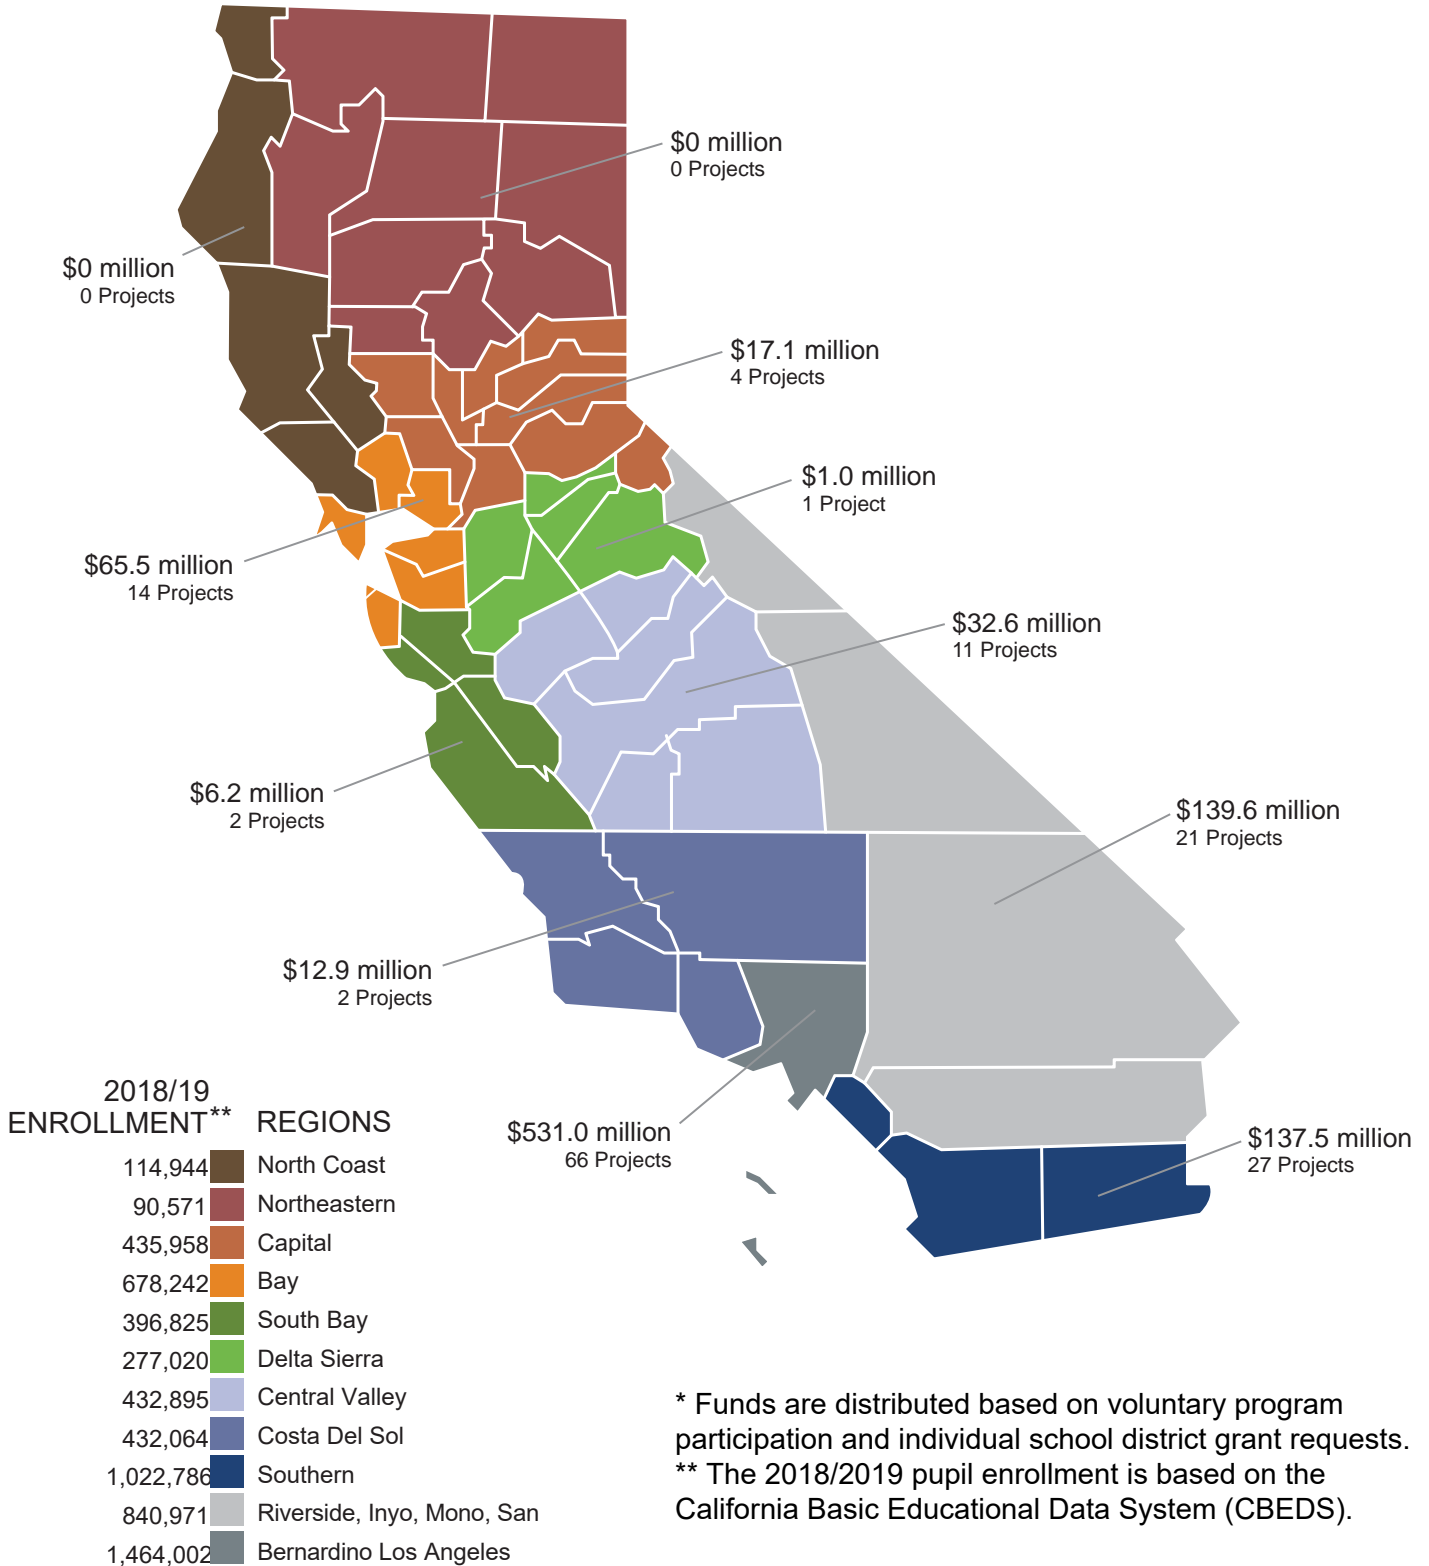 $0 million
0 Projects
$0 million
0 Projects
$17.1 million
4 Projects
$1.0 million
1 Project
$65.5 million
14 Projects
$32.6 million
11 Projects
$6.2 million
2 Projects
$139.6 million
21 Projects
$12.9 million
2 Projects
$531.0 million
66 Projects
$137.5 million
27 Projects
2018/19
ENROLLMENT** REGIONS
114,944 North Coast
90,571 Northeastern
435,958 Capital
678,242 Bay
396,825 South Bay
277,020 Delta Sierra
432,895 Central Valley
432,064 Costa Del Sol
1,022,786 Southern
840,971 Riverside, Inyo, Mono, San
1,464,002 Bernardino Los Angeles
* Funds are distributed based on voluntary program
participation and individual school district grant requests.
** The 2018/2019 pupil enrollment is based on the
California Basic Educational Data System (CBEDS).